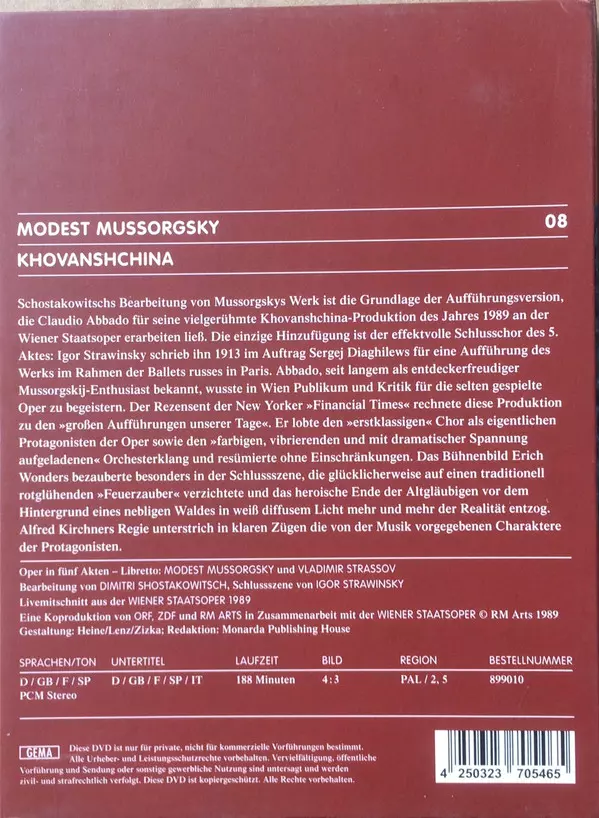 MODEST MUSSORGSKY 08
KHOVANSHCHINA
Schostakowitschs Bearbeitung von Mussorgskys Werk ist die Grundlage der Aufführungsversion,
die Claudio Abbado für seine vielgerühmte Khovanshchina-Produktion des Jahres 1989 an der
Wiener Staatsoper erarbeiten ließ. Die einzige Hinzufügung ist der effektvolle Schlusschor des 5.
Aktes: Igor Strawinsky schrieb ihn 1913 im Auftrag Sergej Diaghilews für eine Aufführung des
Werks im Rahmen der Ballets russes in Paris. Abbado, seit langem als entdeckerfreudiger
Mussorgskij-Enthusiast bekannt, wusste in Wien Publikum und Kritik für die selten gespielte
Oper zu begeistern. Der Rezensent der New Yorker »Financial Times« rechnete diese Produktion
zu den »großen Aufführungen unserer Tage«. Er lobte den »erstklassigen« Chor als eigentlichen
Protagonisten der Oper sowie den »farbigen, vibrierenden und mit dramatischer Spannung
aufgeladenen« Orchesterklang und resümierte ohne Einschränkungen. Das Bühnenbild Erich
Wonders bezauberte besonders in der Schlussszene, die glücklicherweise auf einen traditionell
rotglühenden »Feuerzauber« verzichtete und das heroische Ende der Altgläubigen vor dem
Hintergrund eines nebligen Waldes in weiß diffusem Licht mehr und mehr der Realität entzog.
Alfred Kirchners Regie unterstrich in klaren Zügen die von der Musik vorgegebenen Charaktere
der Protagonisten.
Oper in fünf Akten – Libretto: MODEST MUSSORGSKY und VLADIMIR STRASSOV
Bearbeitung von DIMITRI SHOSTAKOWITSCH, Schlussszene von IGOR STRAWINSKY
Livemitschnitt aus der WIENER STAATSOPER 1989
Eine Koproduktion von ORF, ZDF und RM ARTS in Zusammenarbeit mit der WIENER STAATSOPER © RM Arts 1989
Gestaltung: Heine/Lenz/Zizka; Redaktion: Monarda Publishing House
SPRACHEN/TON UNTERTITEL LAUFZEIT BILD REGION BESTELLNUMMER
D / GB / F / SP D / GB / F / SP / IT 188 Minuten 4:3 PAL / 2, 5 899010
PCM Stereo
GEMA
Diese DVD ist nur für private, nicht für kommerzielle Vorführungen bestimmt.
Alle Urheber- und Leistungsschutzrechte vorbehalten. Vervielfältigung, öffentliche
Vorführung und Sendung oder sonstige gewerbliche Nutzung sind untersagt und werden
zivil- und strafrechtlich verfolgt. Diese DVD ist kopiergeschützt. Alle Rechte vorbehalten.
4 250323 705465